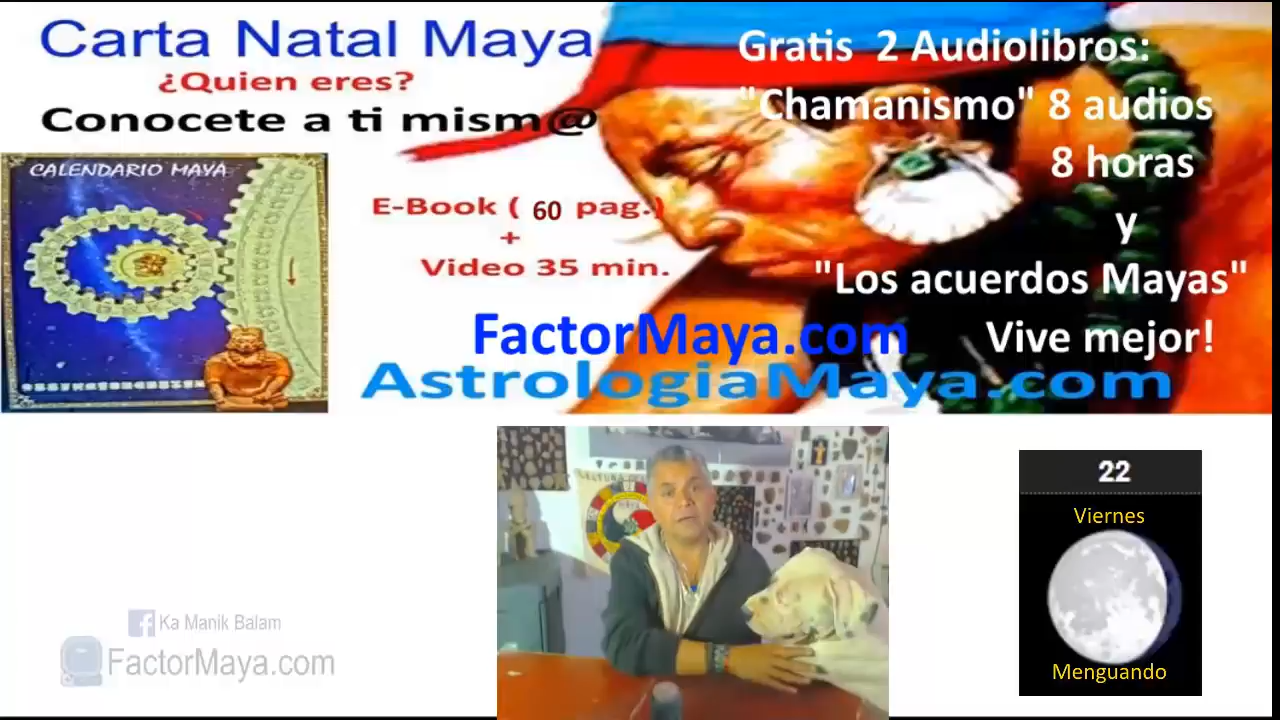 Carta Natal Maya
¿Quien eres?
Conocete a ti mism@
CALENDARIO MAYA
E-Book ( 60 pag.)
+
Video 35 min.
Gratis 2 Audiolibros:
"Chamanismo" 8 audios
8 horas
y
"Los acuerdos Mayas"
Vive mejor!
FactorMaya.com
AstrologiaMaya.com
22
Viernes
Menguando
Ka Manik Balam
FactorMaya.com